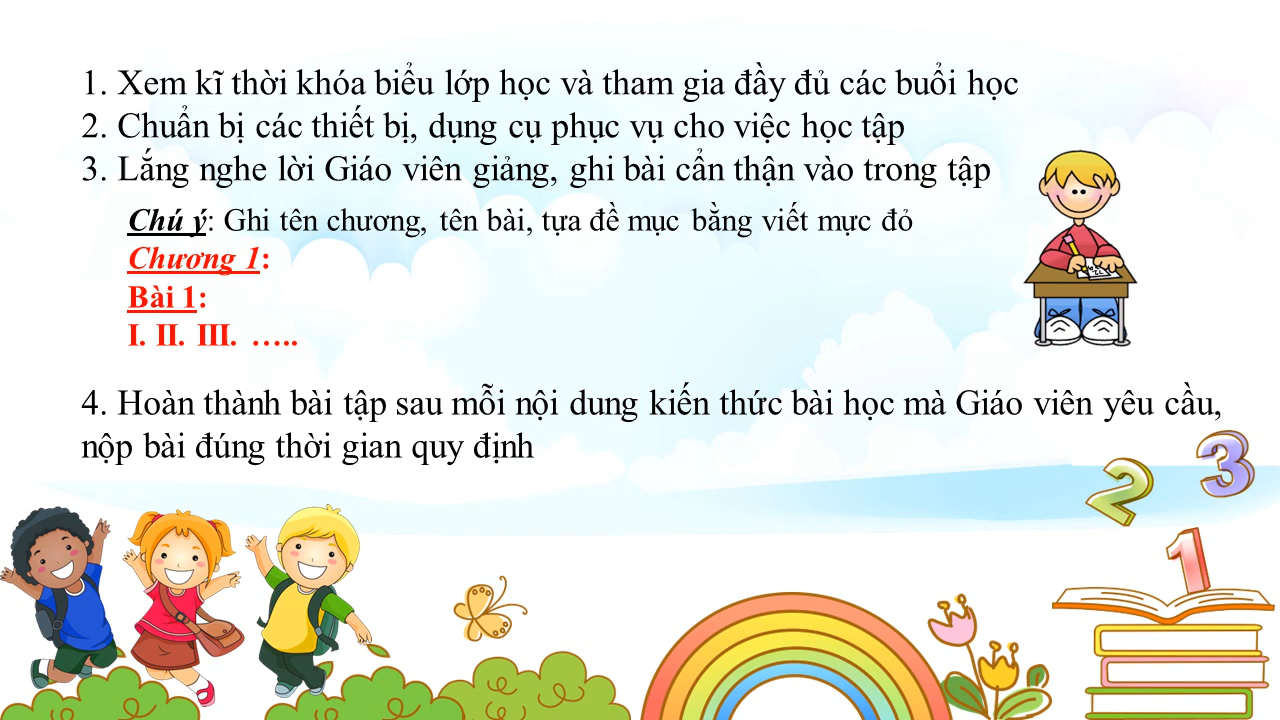 1. Xem kĩ thời khóa biểu lớp học và tham gia đầy đủ các buổi học
2. Chuẩn bị các thiết bị, dụng cụ phục vụ cho việc học tập
3. Lắng nghe lời Giáo viên giảng, ghi bài cẩn thận vào trong tập
Chú ý: Ghi tên chương, tên bài, tựa đề mục bằng viết mực đỏ
Chương 1:
Bài 1:
I. II. III. …..
4. Hoàn thành bài tập sau mỗi nội dung kiến thức bài học mà Giáo viên yêu cầu,
nộp bài đúng thời gian quy định
2
3
1